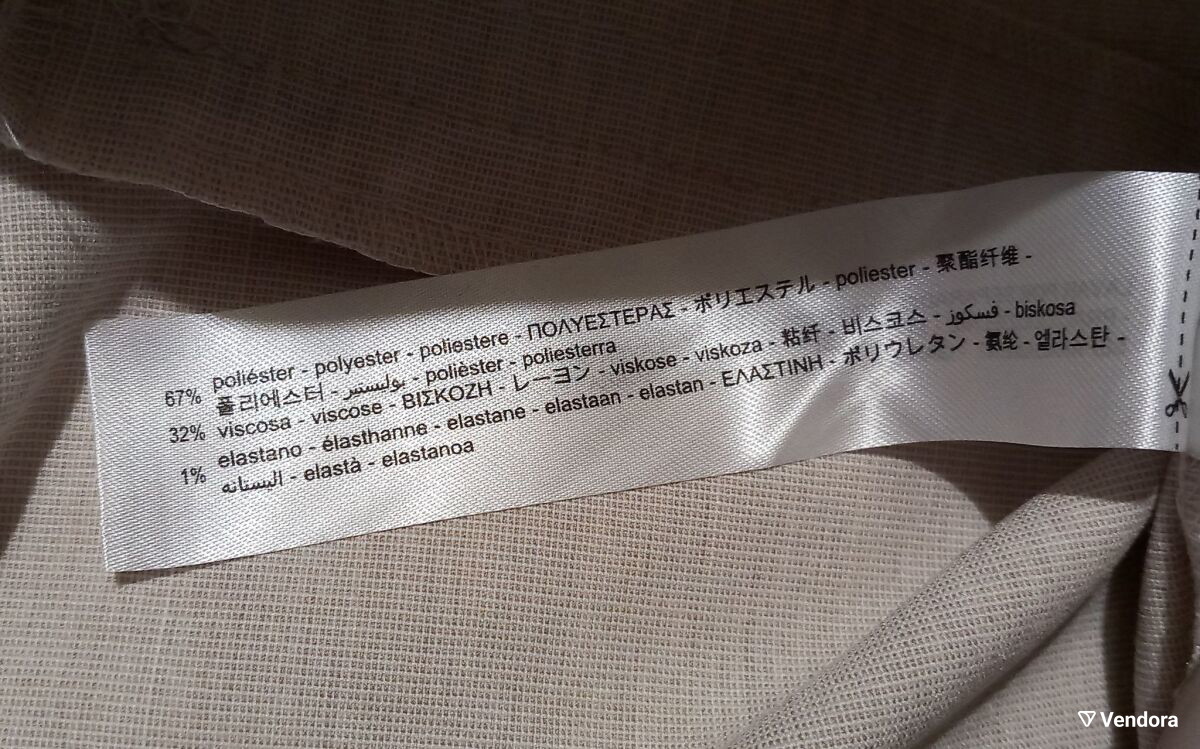 67% poliéster - polyester - poliestere - ΠΟΛΥΕΣΤΕΡΑΣ - ポリエステル - poliester - 聚酯纤维 -
폴리에스터 - بوليستير - polièster - poliesterra
32% viscosa - viscose - ΒΙΣΚΟΖΗ - レーヨン - viskose - viskoza - 粘纤 - 비스코스 - فسكوز - biskosa
1% elastano - élasthanne - elastane - elastaan - elastan - ΕΛΑΣΤΙΝΗ - ポリウレタン - 氨纶 - 엘라스탄 -
اليستانه - elastà - elastanoa
Vendora